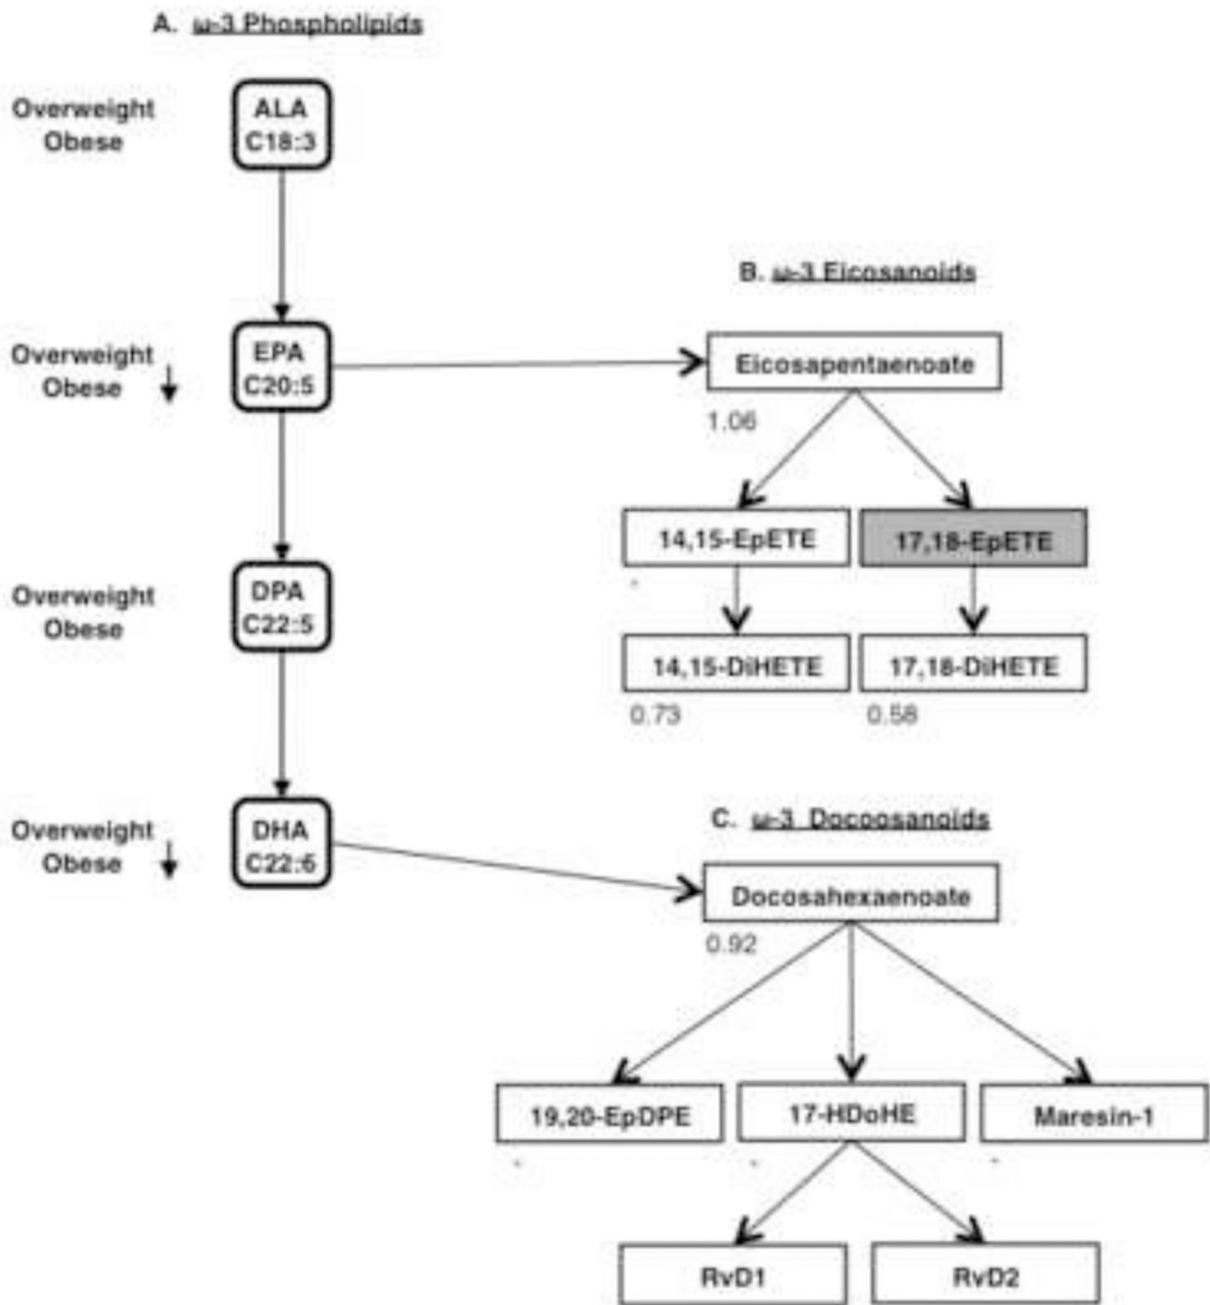 A. ω-3 Phospholipids
Overweight
Obese
ALA
C18:3
Overweight
Obese
EPA
C20:5
Overweight
Obese
DPA
C22:5
Overweight
Obese
DHA
C22:6
B. ω-3 Eicosanoids
Eicosapentaenoate
1.06
14,15-EpETE
17,18-EpETE
14,15-DiHETE
17,18-DiHETE
0.73
0.58
C. ω-3 Docoosanoids
Docosahexaenoate
0.92
19,20-EpDPE
17-HDoHE
Maresin-1
RvD1
RvD2